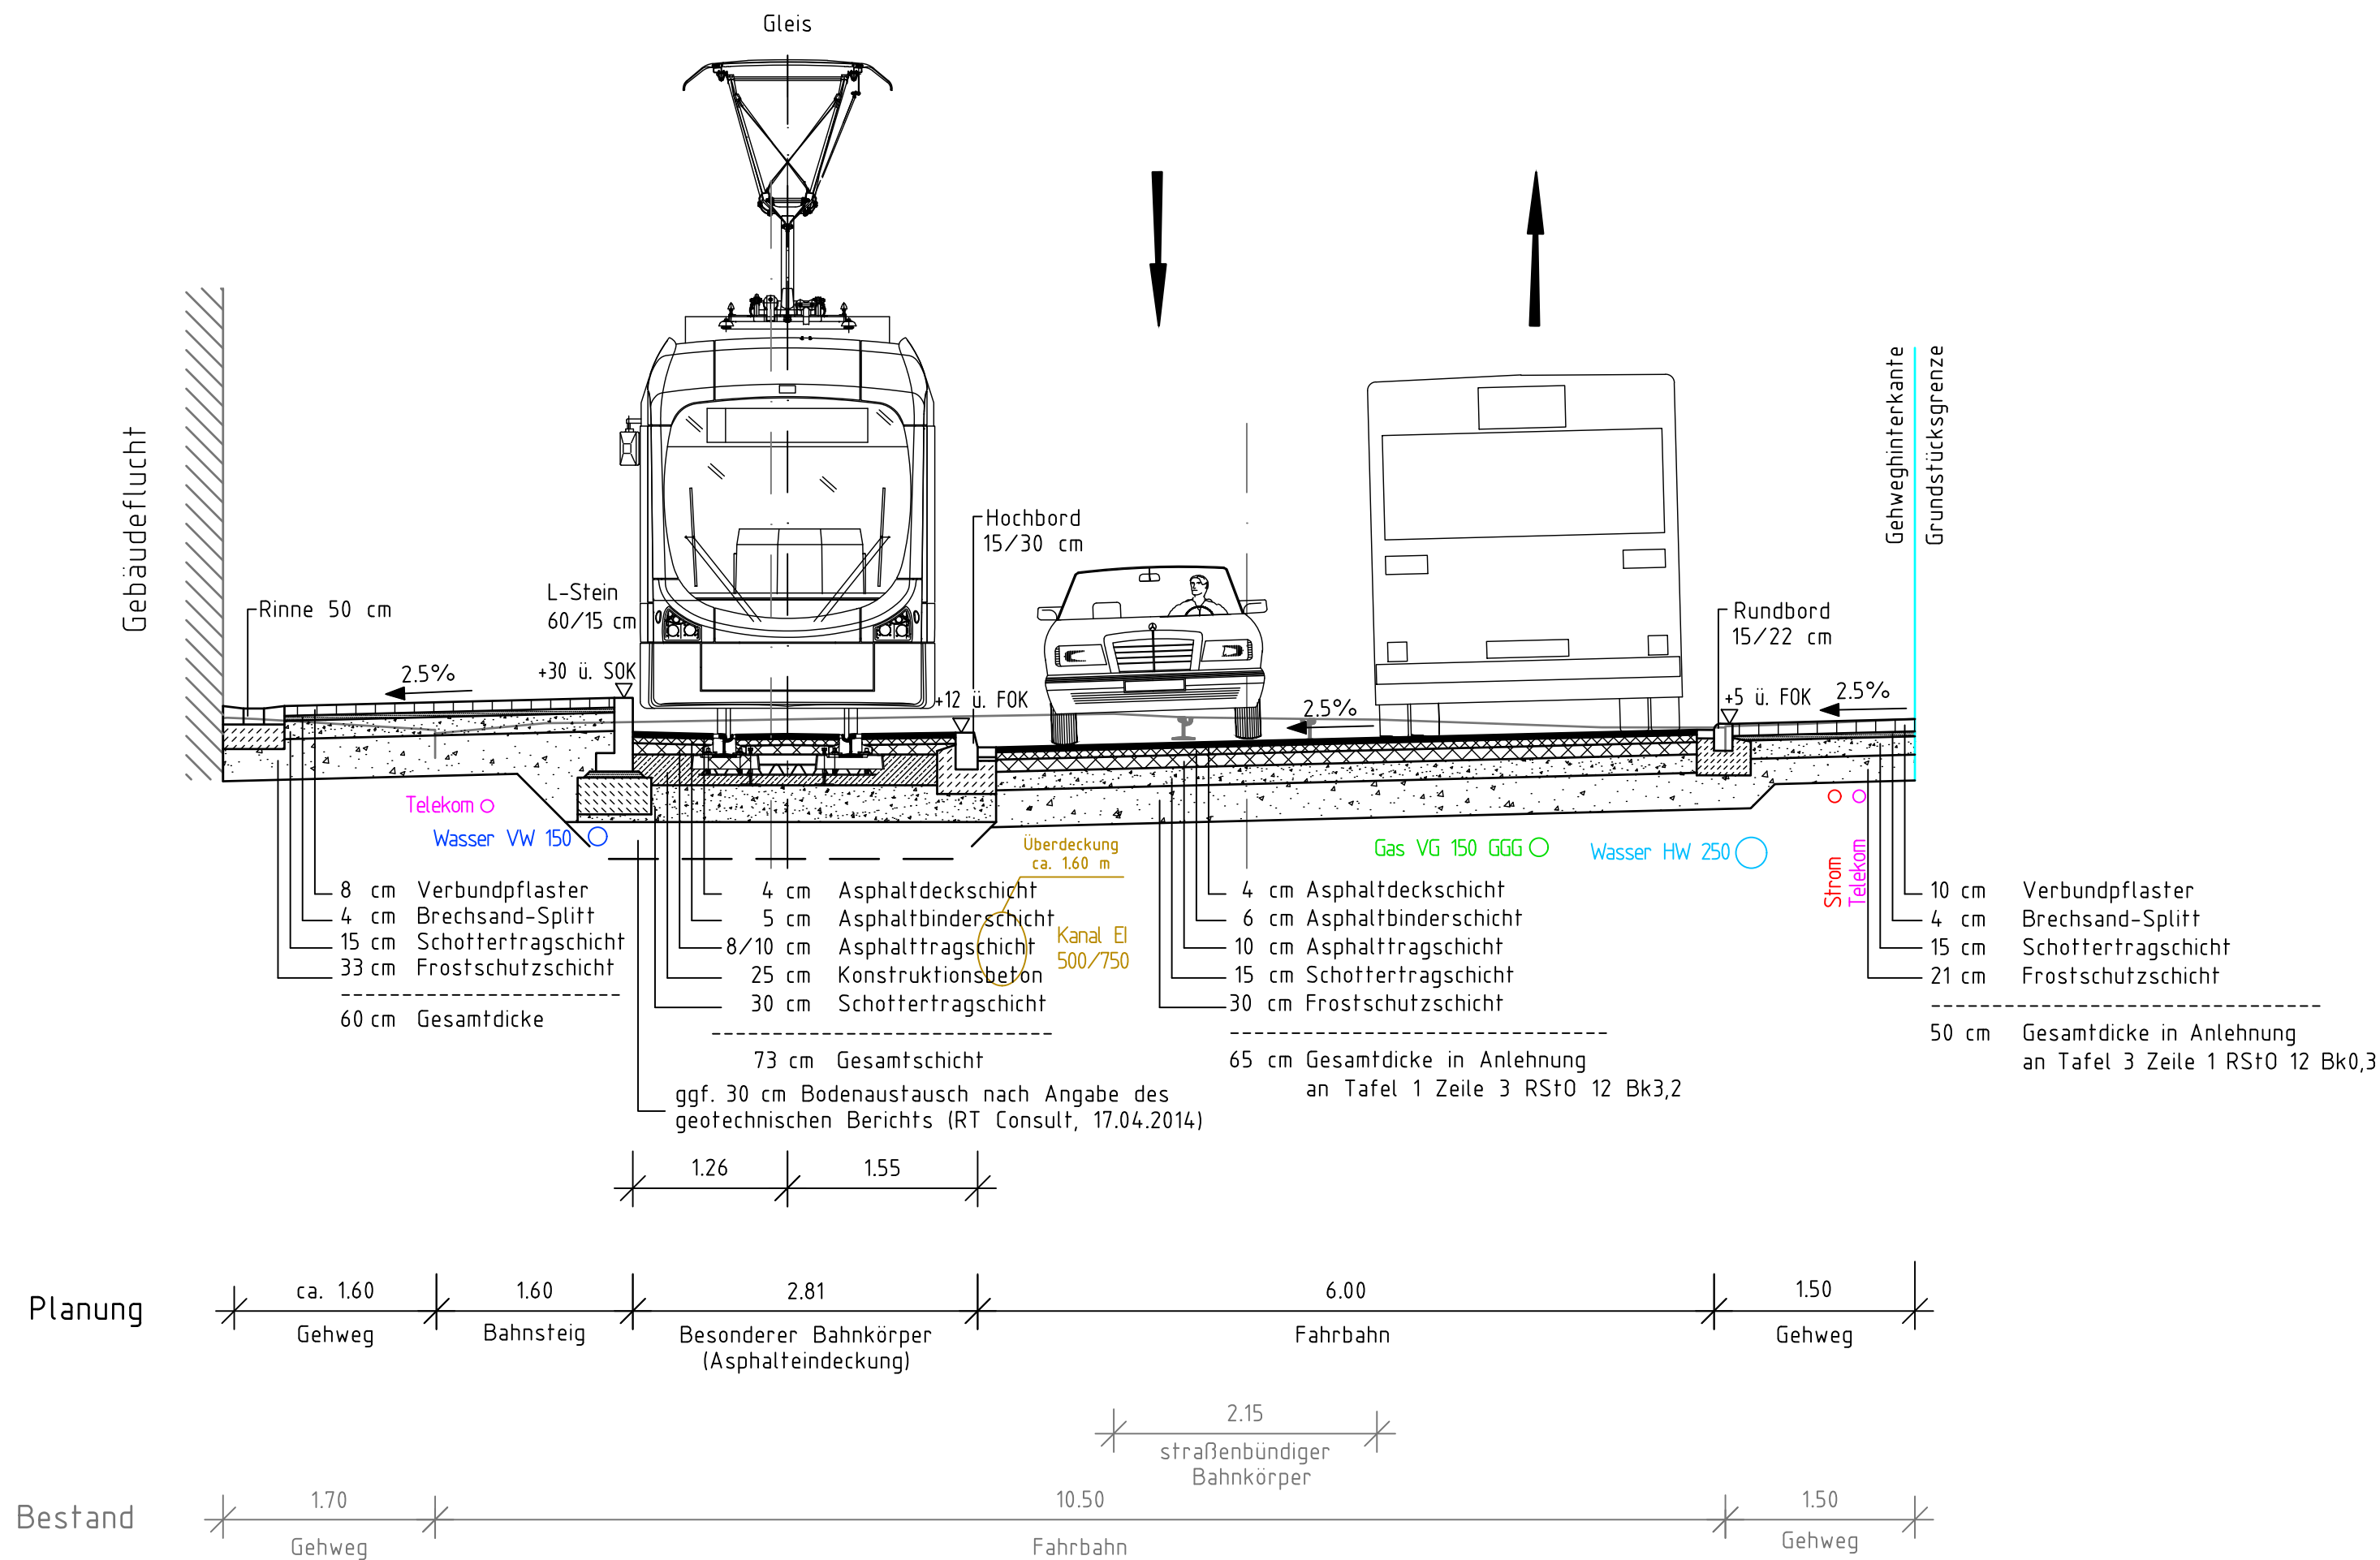 Gleis
Gebäudeflucht
Gehweghinterkante
Grundstücksgrenze
Hochbord
15/30 cm
L-Stein
60/15 cm
Rinne 50 cm
Rundbord
15/22 cm
2.5%
+30 ü. SOK
+12 ü. FOK
2.5%
+5 ü. FOK
2.5%
Telekom
Wasser VW 150
Überdeckung
ca. 1.60 m
Kanal EI
500/750
Gas VG 150 GGG
Wasser HW 250
Strom
Telekom
8 cm Verbundpflaster
4 cm Brechsand-Splitt
15 cm Schottertragschicht
33 cm Frostschutzschicht
60 cm Gesamtdicke
4 cm Asphaltdeckschicht
5 cm Asphaltbinderschicht
8/10 cm Asphalttragschicht
25 cm Konstruktionsbeton
30 cm Schottertragschicht
73 cm Gesamtschicht
ggf. 30 cm Bodenaustausch nach Angabe des
geotechnischen Berichts (RT Consult, 17.04.2014)
4 cm Asphaltdeckschicht
6 cm Asphaltbinderschicht
10 cm Asphalttragschicht
15 cm Schottertragschicht
30 cm Frostschutzschicht
65 cm Gesamtdicke in Anlehnung
an Tafel 1 Zeile 3 RStO 12 Bk3,2
10 cm Verbundpflaster
4 cm Brechsand-Splitt
15 cm Schottertragschicht
21 cm Frostschutzschicht
50 cm Gesamtdicke in Anlehnung
an Tafel 3 Zeile 1 RStO 12 Bk0,3
1.26 1.55
Planung
ca. 1.60 1.60 2.81 6.00 1.50
Gehweg Bahnsteig Besonderer Bahnkörper Fahrbahn Gehweg
(Asphalteindeckung)
2.15
straßenbündiger
Bahnkörper
Bestand
1.70 10.50 1.50
Gehweg Fahrbahn Gehweg